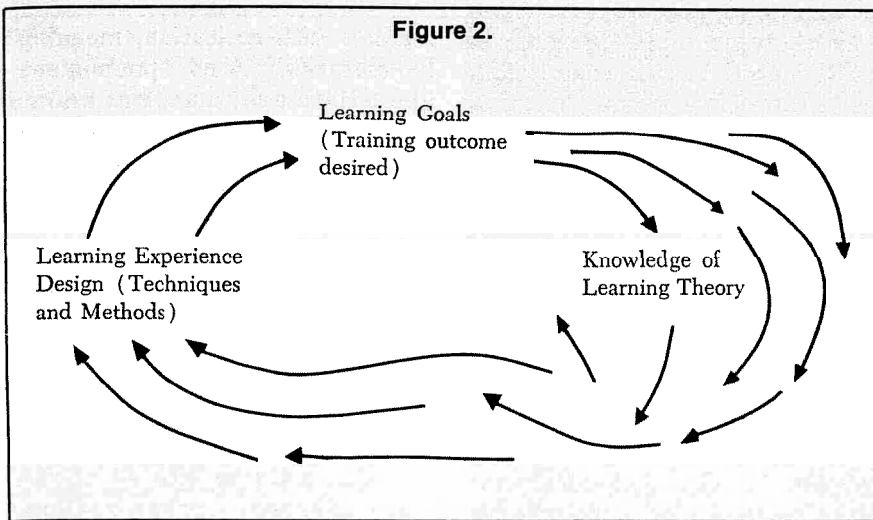 Figure 2.
Learning Goals
(Training outcome
desired)
Learning Experience
Design (Techniques
and Methods)
Knowledge of
Learning Theory